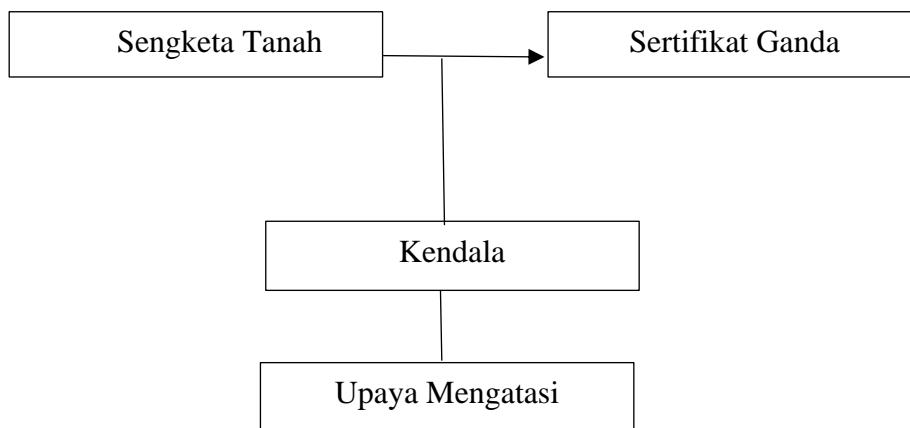 Sengketa Tanah
Sertifikat Ganda
Kendala
Upaya Mengatasi